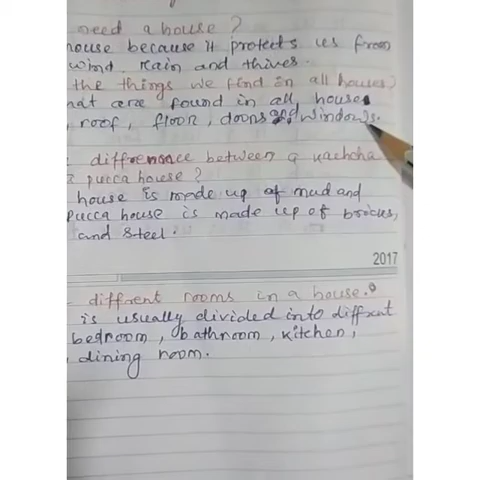 need a house?
house because it protects us from
wind, rain and thives.
the things we find in all houses?
hat are found in all house
, roof, floor, doors and windows.
differnance between a kachcha
pucca house?
house is made up of mud and
pucca house is made up of bricks,
and steel.
2017
diffrent rooms in a house.
is usually divided into diffrent
bedroom, bathroom, kitchen,
, dining room.